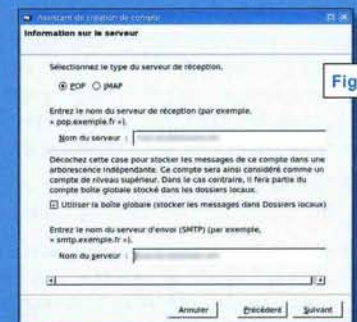 Assistant de création de compte
Information sur le serveur
Sélectionnez le type du serveur de réception.
POP IMAP
Fig
Entrez le nom du serveur de réception (par exemple,
« pop.exemple.fr »).
Nom du serveur :
Décochez cette case pour stocker les messages de ce compte dans une
arborescence indépendante. Ce compte sera ainsi considéré comme un
compte de niveau supérieur. Dans le cas contraire, il fera partie du
compte boîte globale stocké dans les dossiers locaux.
Utiliser la boîte globale (stocker les messages dans Dossiers locaux)
Entrez le nom du serveur d'envoi (SMTP) (par exemple,
« smtp.exemple.fr »).
Nom du serveur :
Annuler Précédent Suivant